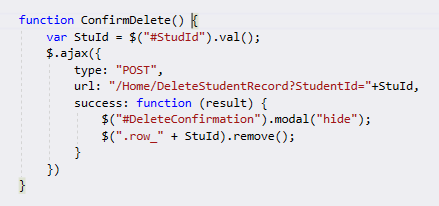 function ConfirmDelete() {
var StuId = $("#StudId").val();
$.ajax({
type: "POST",
url: "/Home/DeleteStudentRecord?StudentId="+StuId,
success: function (result) {
$("#DeleteConfirmation").modal("hide");
$(".row_" + StuId).remove();
}
})
}